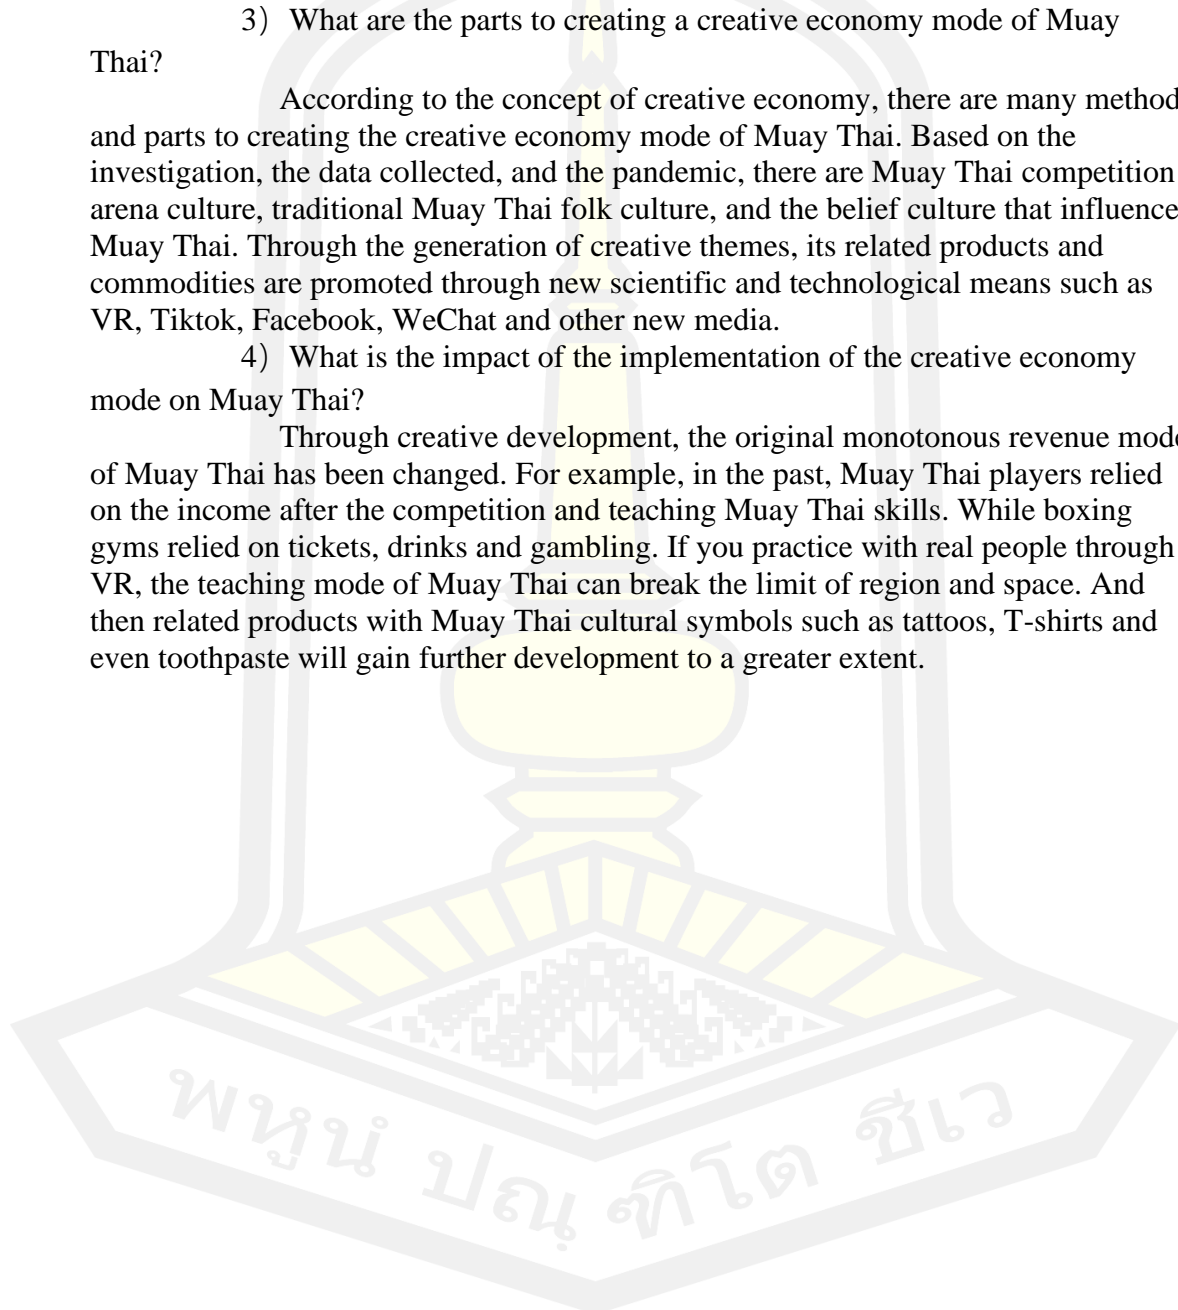 3）What are the parts to creating a creative economy mode of Muay
Thai?
According to the concept of creative economy, there are many method
and parts to creating the creative economy mode of Muay Thai. Based on the
investigation, the data collected, and the pandemic, there are Muay Thai competition
arena culture, traditional Muay Thai folk culture, and the belief culture that influence
Muay Thai. Through the generation of creative themes, its related products and
commodities are promoted through new scientific and technological means such as
VR, Tiktok, Facebook, WeChat and other new media.
4）What is the impact of the implementation of the creative economy
mode on Muay Thai?
Through creative development, the original monotonous revenue mode
of Muay Thai has been changed. For example, in the past, Muay Thai players relied
on the income after the competition and teaching Muay Thai skills. While boxing
gyms relied on tickets, drinks and gambling. If you practice with real people through
VR, the teaching mode of Muay Thai can break the limit of region and space. And
then related products with Muay Thai cultural symbols such as tattoos, T-shirts and
even toothpaste will gain further development to a greater extent.
พหูนํ ปณฺฑิโต ชีเว